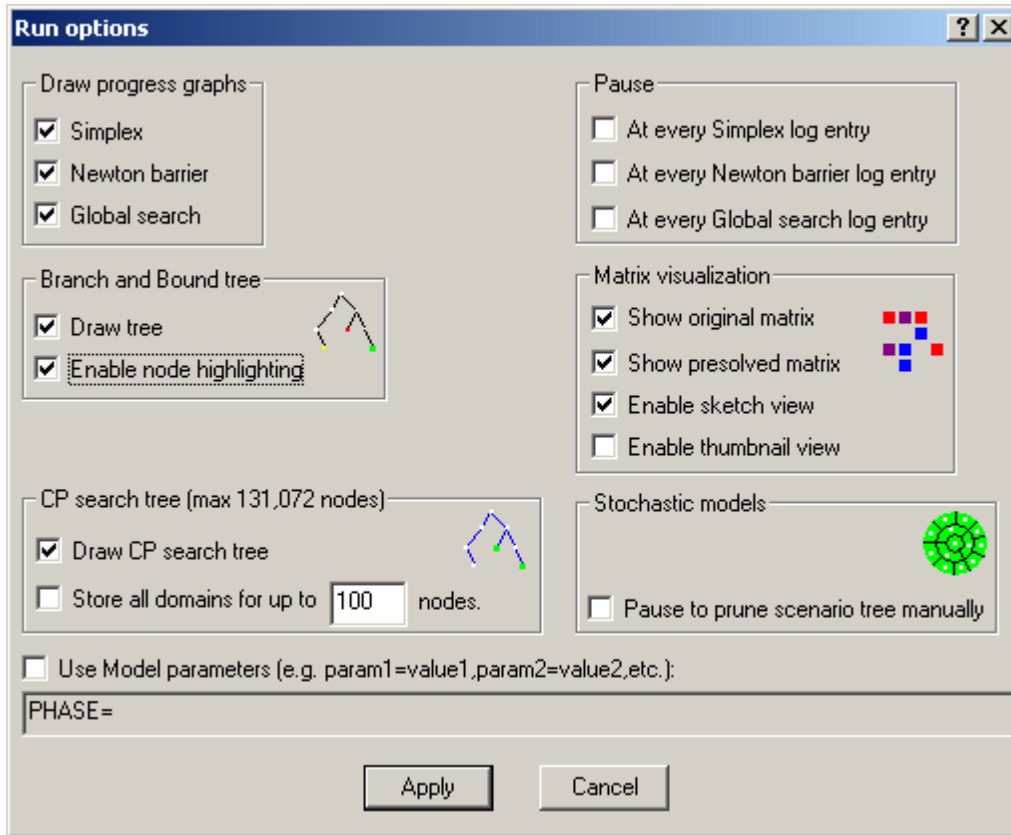 Run options
Draw progress graphs
Simplex
Newton barrier
Global search
Pause
At every Simplex log entry
At every Newton barrier log entry
At every Global search log entry
Branch and Bound tree
Draw tree
Enable node highlighting
Matrix visualization
Show original matrix
Show presolved matrix
Enable sketch view
Enable thumbnail view
CP search tree (max 131,072 nodes)
Draw CP search tree
Store all domains for up to 100 nodes.
Stochastic models
Pause to prune scenario tree manually
Use Model parameters (e.g. param1=value1,param2=value2,etc.):
PHASE=
Apply Cancel